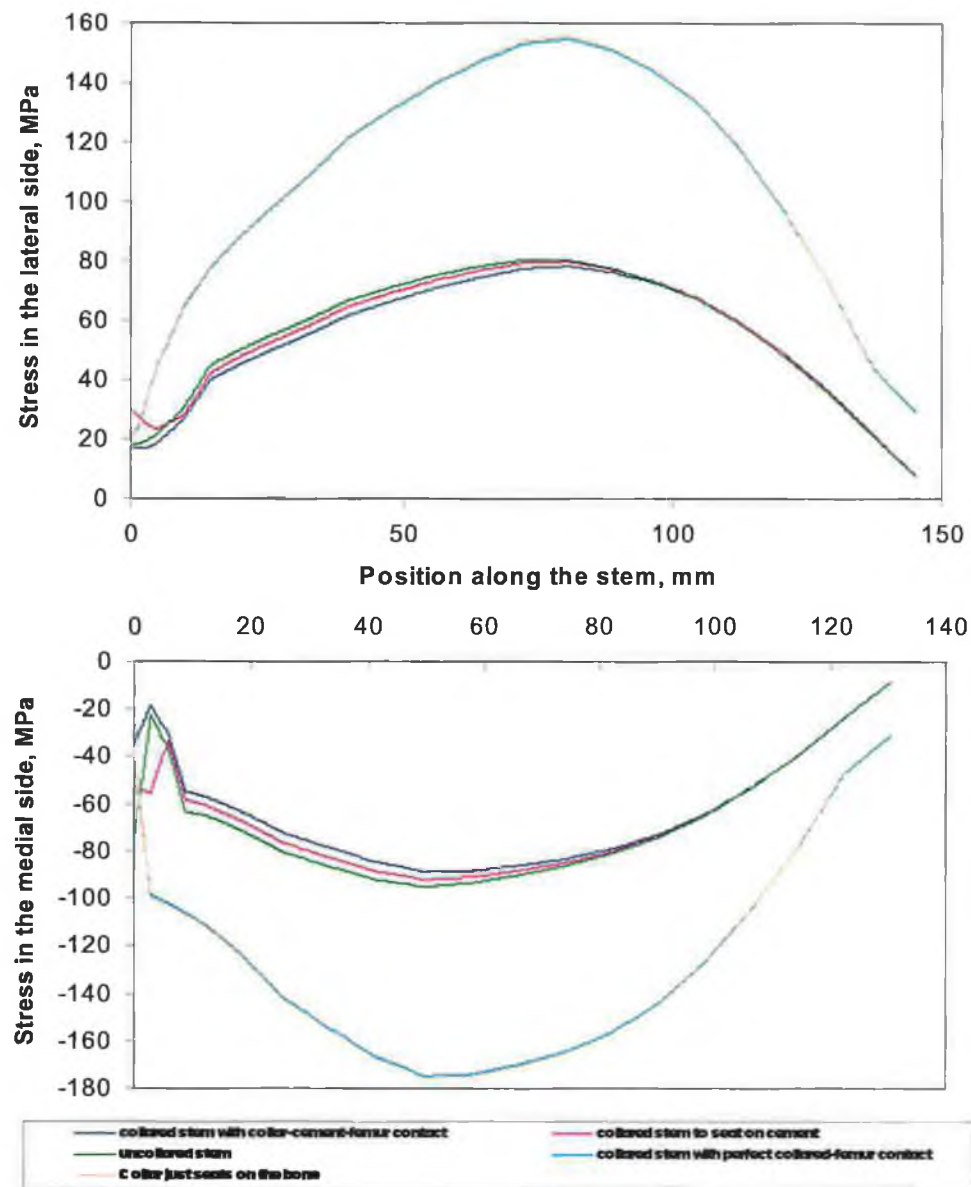 160
140
120
100
80
60
40
20
0
Stress in the lateral side, MPa
0 50 100 150
Position along the stem, mm
0 20 40 60 80 100 120 140
0
-20
-40
-60
-80
-100
-120
-140
-160
-180
Stress in the medial side, MPa
collared stem with collar-cement-femur contact
collared stem to seat on cement
uncollared stem
collared stem with perfect collared-femur contact
Collar just seats on the bone